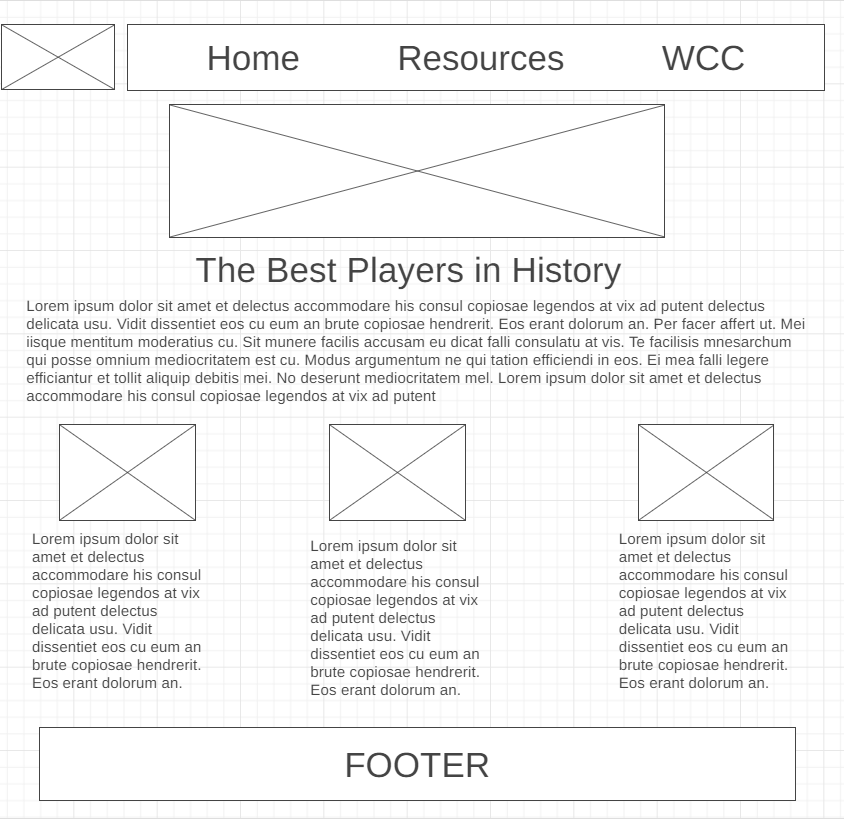 Home Resources WCC
The Best Players in History
Lorem ipsum dolor sit amet et delectus accommodare his consul copiosae legendos at vix ad putent delectus
delicata usu. Vidit dissentiet eos cu eum an brute copiosae hendrerit. Eos erant dolorum an. Per facer affert ut. Mei
iisque mentitum moderatius cu. Sit munere facilis accusam eu dicat falli consulatu at vis. Te facilisis mnesarchum
qui posse omnium mediocritatem est cu. Modus argumentum ne qui tation efficiendi in eos. Ei mea falli legere
efficiantur et tollit aliquip debitis mei. No deserunt mediocritatem mel. Lorem ipsum dolor sit amet et delectus
accommodare his consul copiosae legendos at vix ad putent
Lorem ipsum dolor sit
amet et delectus
accommodare his consul
copiosae legendos at vix
ad putent delectus
delicata usu. Vidit
dissentiet eos cu eum an
brute copiosae hendrerit.
Eos erant dolorum an.
Lorem ipsum dolor sit
amet et delectus
accommodare his consul
copiosae legendos at vix
ad putent delectus
delicata usu. Vidit
dissentiet eos cu eum an
brute copiosae hendrerit.
Eos erant dolorum an.
Lorem ipsum dolor sit
amet et delectus
accommodare his consul
copiosae legendos at vix
ad putent delectus
delicata usu. Vidit
dissentiet eos cu eum an
brute copiosae hendrerit.
Eos erant dolorum an.
FOOTER